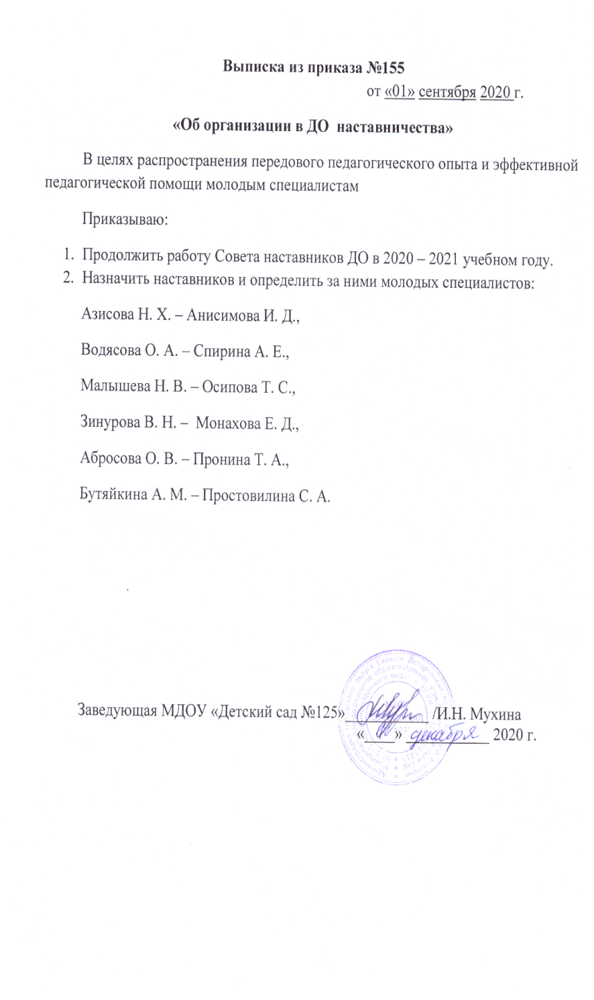 Выписка из приказа №155
от «01» сентября 2020 г.
«Об организации в ДО наставничества»
В целях распространения передового педагогического опыта и эффективной
педагогической помощи молодым специалистам
Приказываю:
1. Продолжить работу Совета наставников ДО в 2020 – 2021 учебном году.
2. Назначить наставников и определить за ними молодых специалистов:
Азисова Н. Х. – Анисимова И. Д.,
Водясова О. А. – Спирина А. Е.,
Малышева Н. В. – Осипова Т. С.,
Зинурова В. Н. – Монахова Е. Д.,
Абросова О. В. – Пронина Т. А.,
Бутяйкина А. М. – Простовилина С. А.
Заведующая МДОУ «Детский сад №125»____________ /И.Н. Мухина
«____» декабря 2020 г.